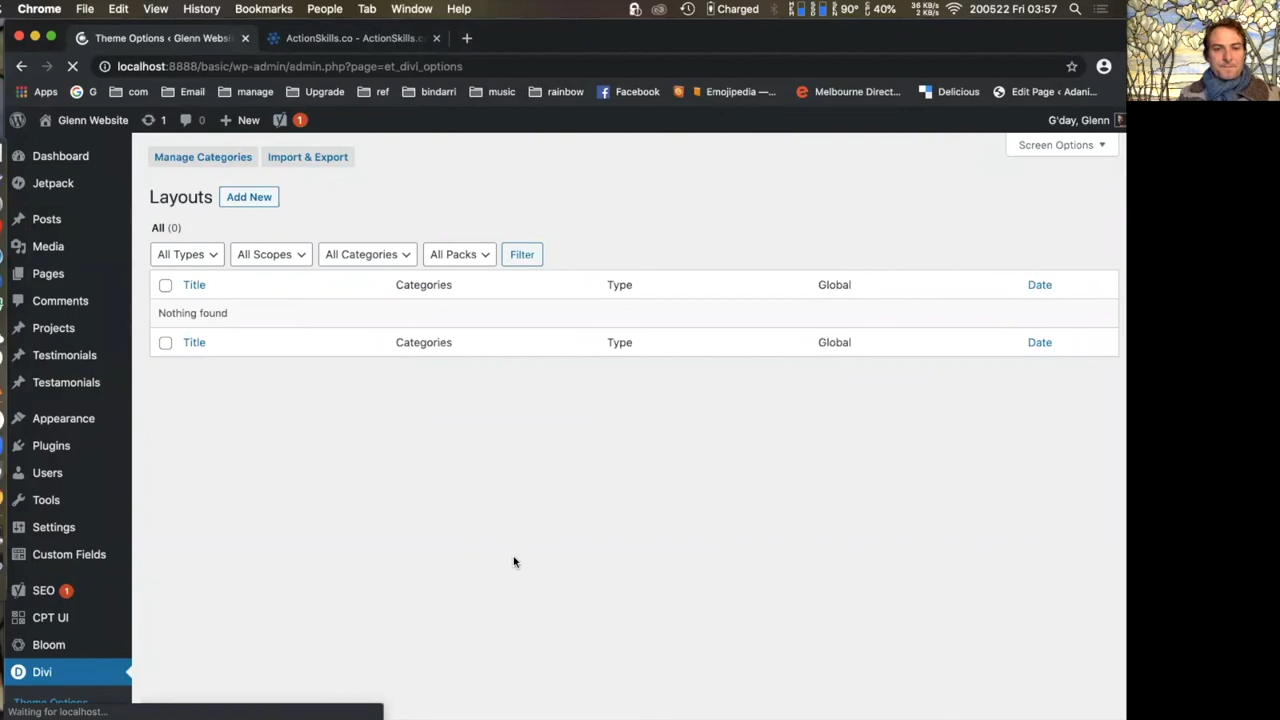 Chrome File Edit View History Bookmarks People Tab Window Help Charged 90° 40% 36 KB 2 KB/s 200522 Fri 03:57
Theme Options ‹ Glenn Websi ActionSkills.co - ActionSkills.c
localhost:8888/basic/wp-admin/admin.php?page=et_divi_options
Apps G com Email manage Upgrade ref bindarri music rainbow Facebook Emojipedia —... Melbourne Direct... Delicious Edit Page ‹ Adani...
Glenn Website 1 0 New 1 G'day, Glenn
Manage Categories Import & Export Screen Options
Layouts Add New
All (0)
All Types All Scopes All Categories All Packs Filter
Title Categories Type Global Date
Nothing found
Title Categories Type Global Date
Dashboard
Jetpack
Posts
Media
Pages
Comments
Projects
Testimonials
Testamonials
Appearance
Plugins
Users
Tools
Settings
Custom Fields
SEO 1
CPT UI
Bloom
Divi
Theme Options
Waiting for localhost...